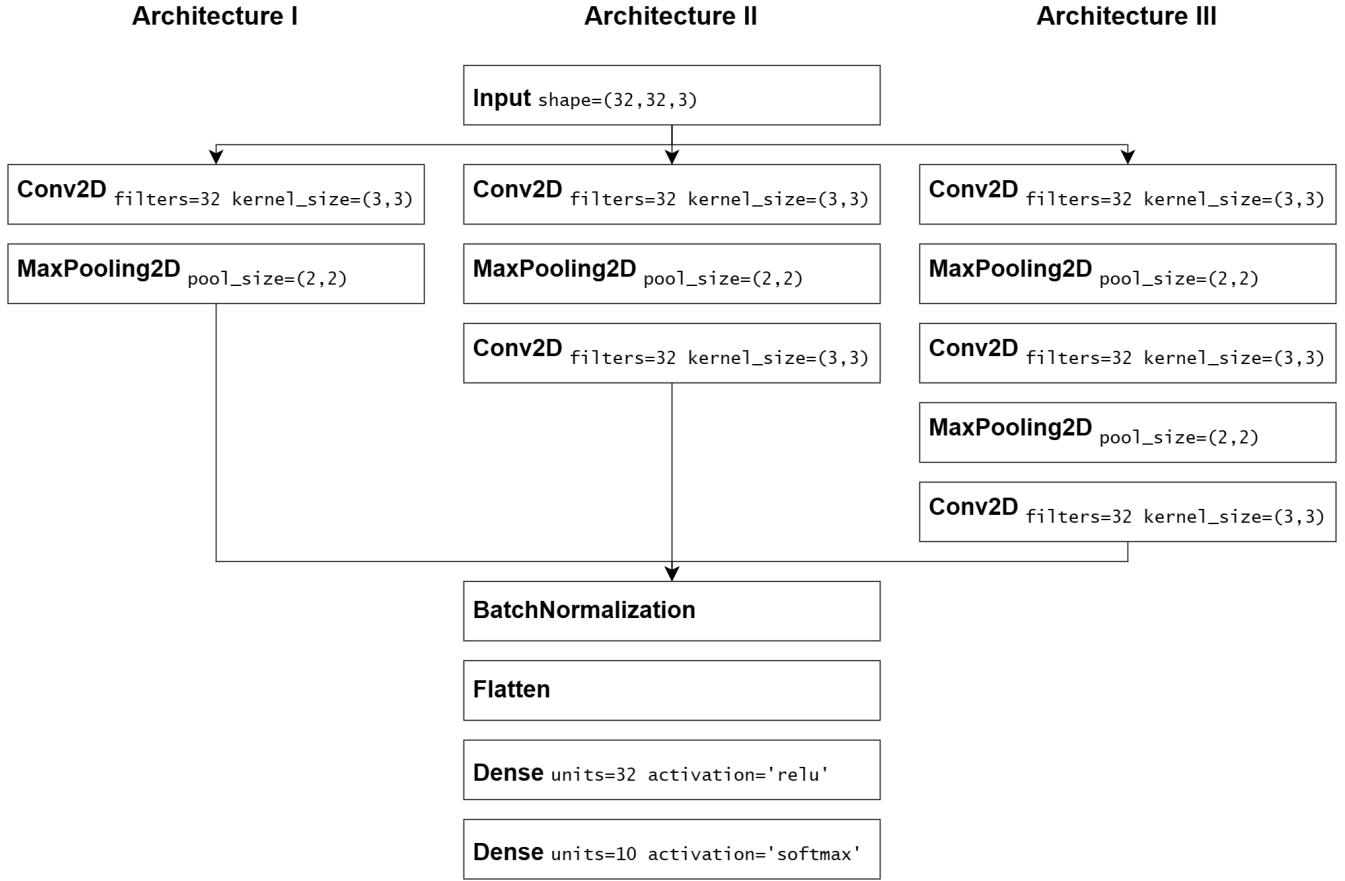 Architecture I
Architecture II
Architecture III
Input shape=(32,32,3)
Conv2D filters=32 kernel_size=(3,3)
MaxPooling2D pool_size=(2,2)
Conv2D filters=32 kernel_size=(3,3)
MaxPooling2D pool_size=(2,2)
Conv2D filters=32 kernel_size=(3,3)
Conv2D filters=32 kernel_size=(3,3)
MaxPooling2D pool_size=(2,2)
Conv2D filters=32 kernel_size=(3,3)
MaxPooling2D pool_size=(2,2)
Conv2D filters=32 kernel_size=(3,3)
BatchNormalization
Flatten
Dense units=32 activation='relu'
Dense units=10 activation='softmax'